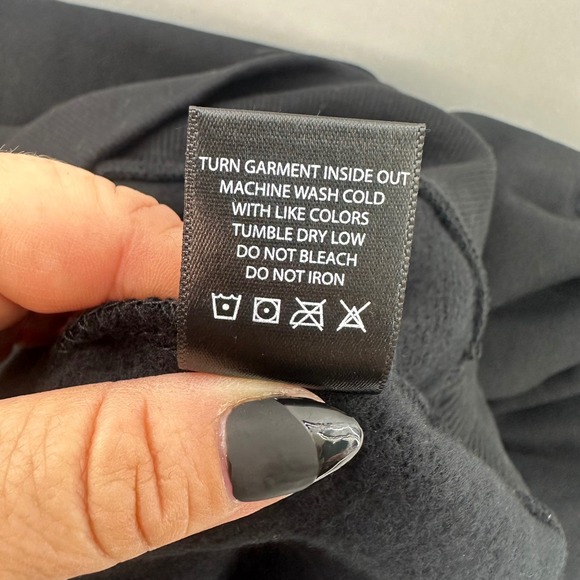 TURN GARMENT INSIDE OUT
MACHINE WASH COLD
WITH LIKE COLORS
TUMBLE DRY LOW
DO NOT BLEACH
DO NOT IRON